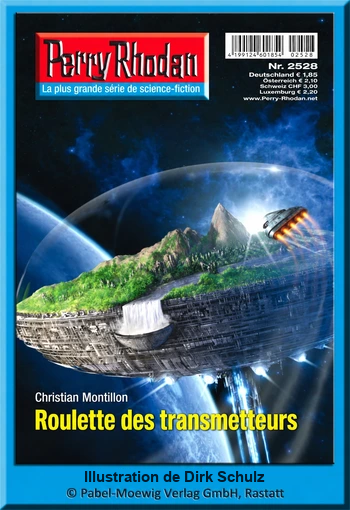 Perry Rhodan
La plus grande série de science-fiction
4199124601854 02528
Nr. 2528
Deutschland € 1,85
Österreich € 2,10
Schweiz CHF 3,00
Luxemburg € 2,20
www.Perry-Rhodan.net
Christian Montillon
Roulette des transmetteurs
Illustration de Dirk Schulz
© Pabel-Moewig Verlag GmbH, Rastatt